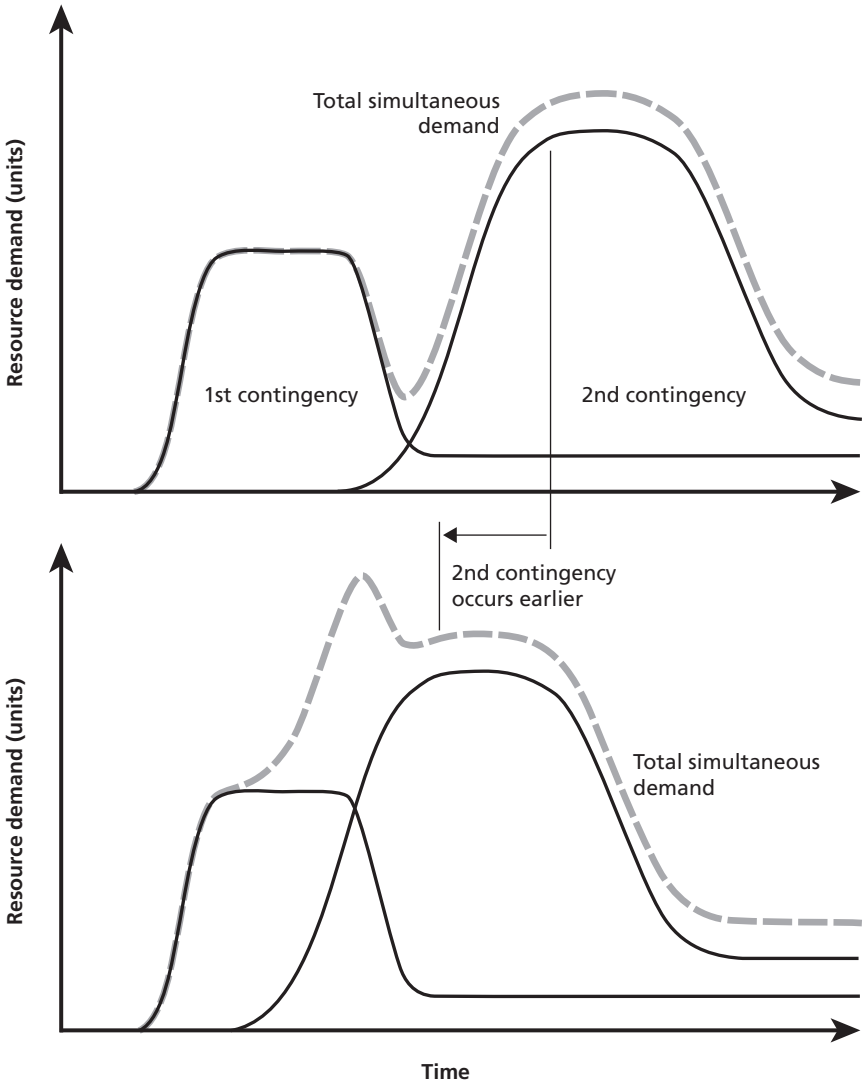 Resource demand (units)
Total simultaneous
demand
1st contingency
2nd contingency
2nd contingency
occurs earlier
Resource demand (units)
Total simultaneous
demand
Time